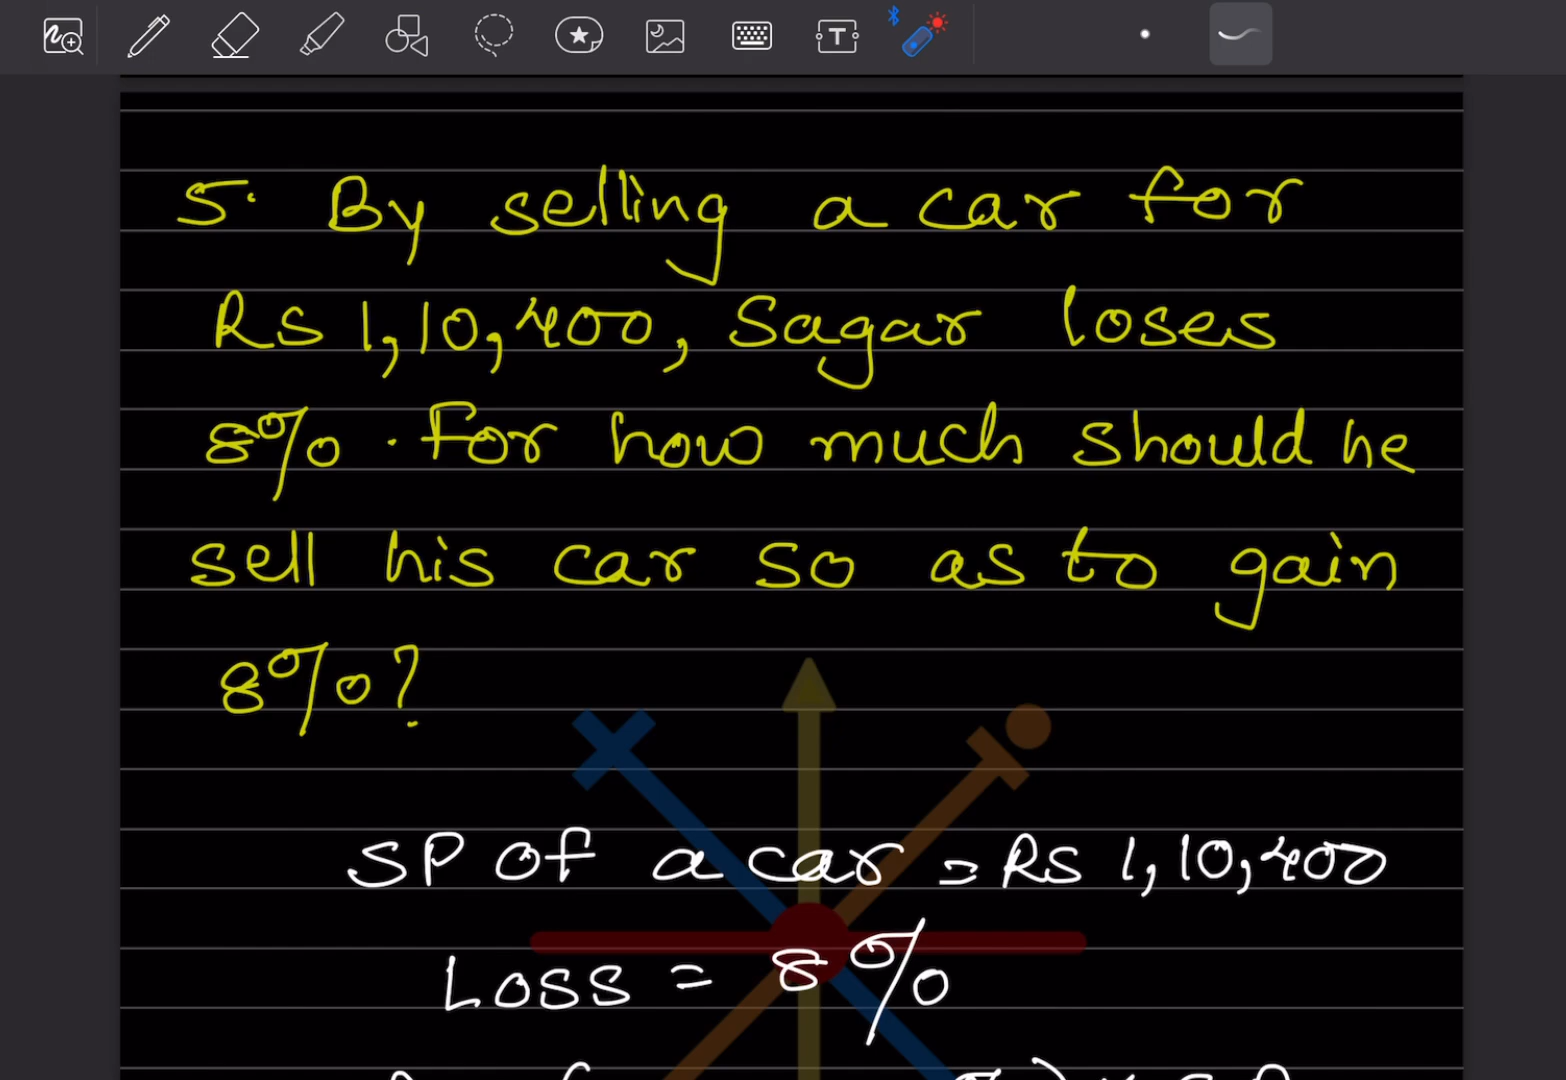 5. By selling a car for
Rs 1,10,400, Sagar loses
8%. For how much should he
sell his car so as to gain
8%?
SP of a car = Rs 1,10,400
Loss = 8%